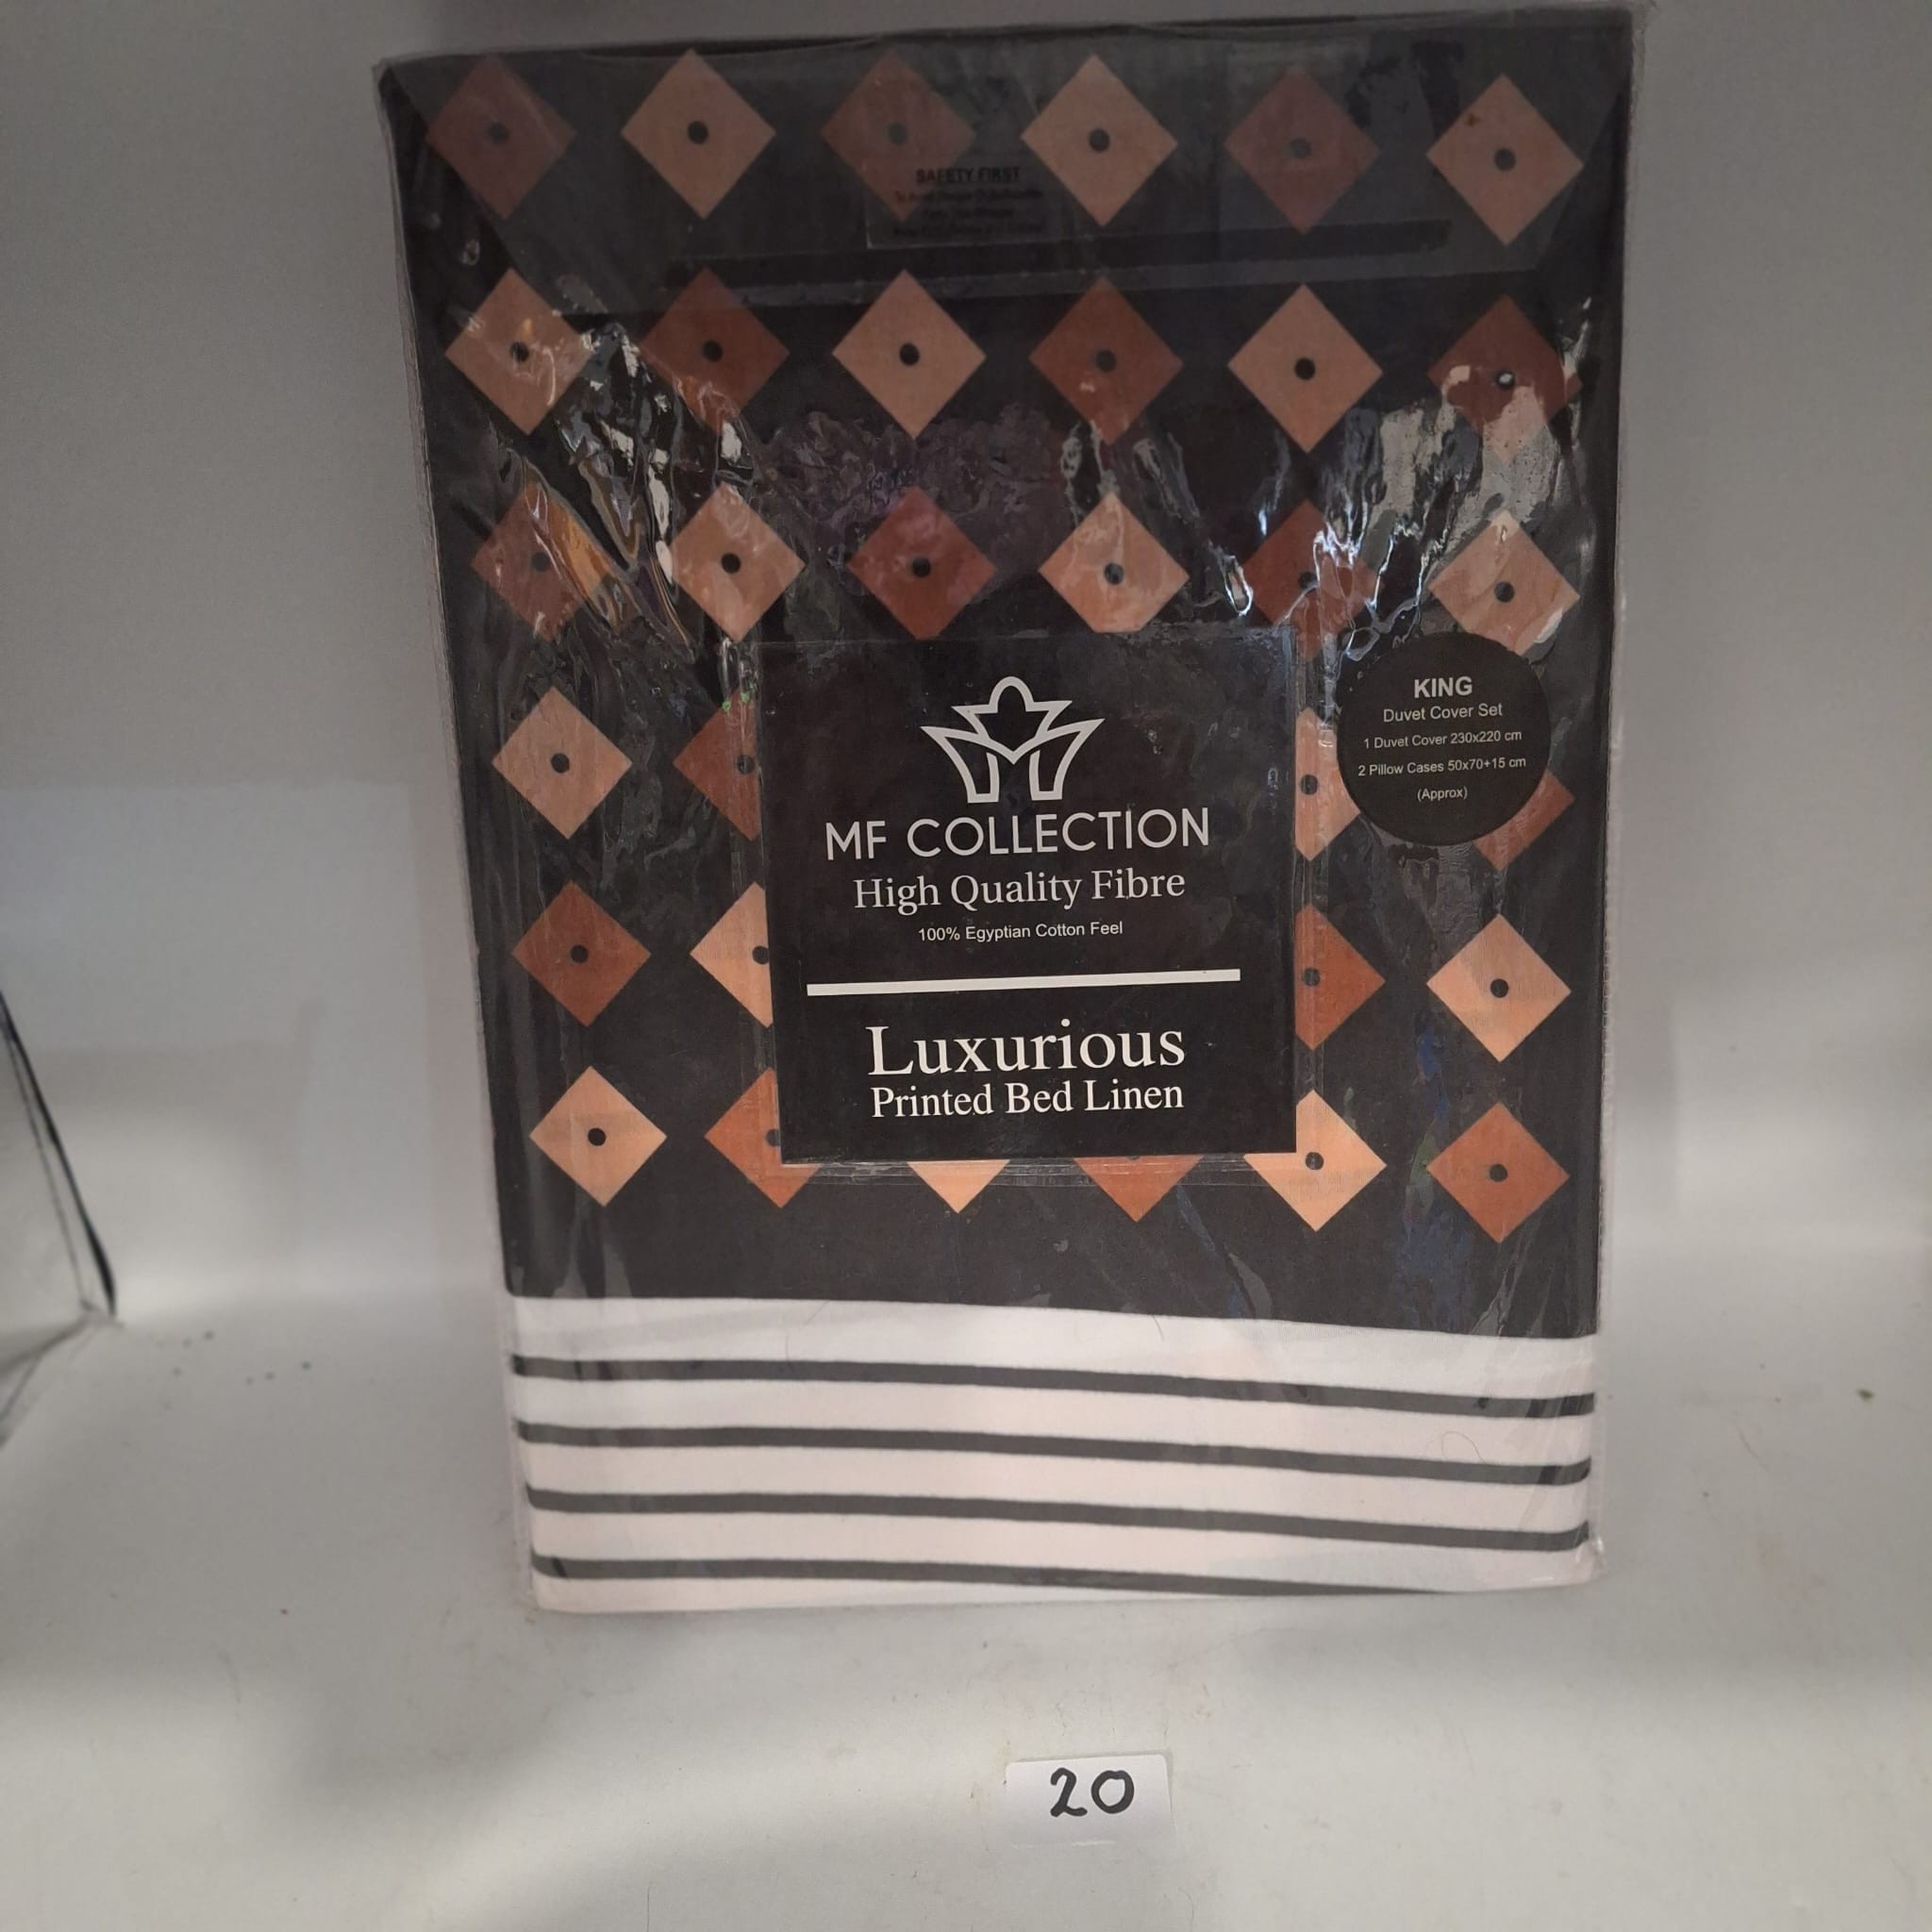 SAFETY FIRST
MF COLLECTION
High Quality Fibre
100% Egyptian Cotton Feel
Luxurious
Printed Bed Linen
KING
Duvet Cover Set
1 Duvet Cover 230x220 cm
2 Pillow Cases 50x70+15 cm
(Approx)
20